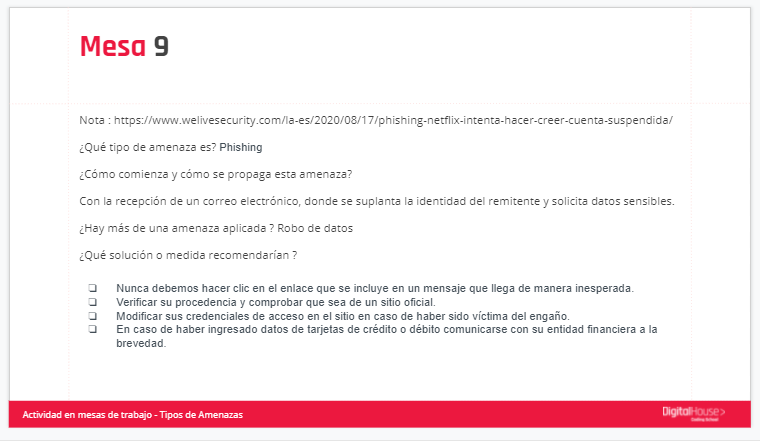 Mesa 9
Nota : https://www.welivesecurity.com/la-es/2020/08/17/phishing-netflix-intenta-hacer-creer-cuenta-suspendida/
¿Qué tipo de amenaza es? Phishing
¿Cómo comienza y cómo se propaga esta amenaza?
Con la recepción de un correo electrónico, donde se suplanta la identidad del remitente y solicita datos sensibles.
¿Hay más de una amenaza aplicada ? Robo de datos
¿Qué solución o medida recomendarían ?
❏ Nunca debemos hacer clic en el enlace que se incluye en un mensaje que llega de manera inesperada.
❏ Verificar su procedencia y comprobar que sea de un sitio oficial.
❏ Modificar sus credenciales de acceso en el sitio en caso de haber sido víctima del engaño.
❏ En caso de haber ingresado datos de tarjetas de crédito o débito comunicarse con su entidad financiera a la
brevedad.
Actividad en mesas de trabajo - Tipos de Amenazas
DigitalHouse>
Coding School